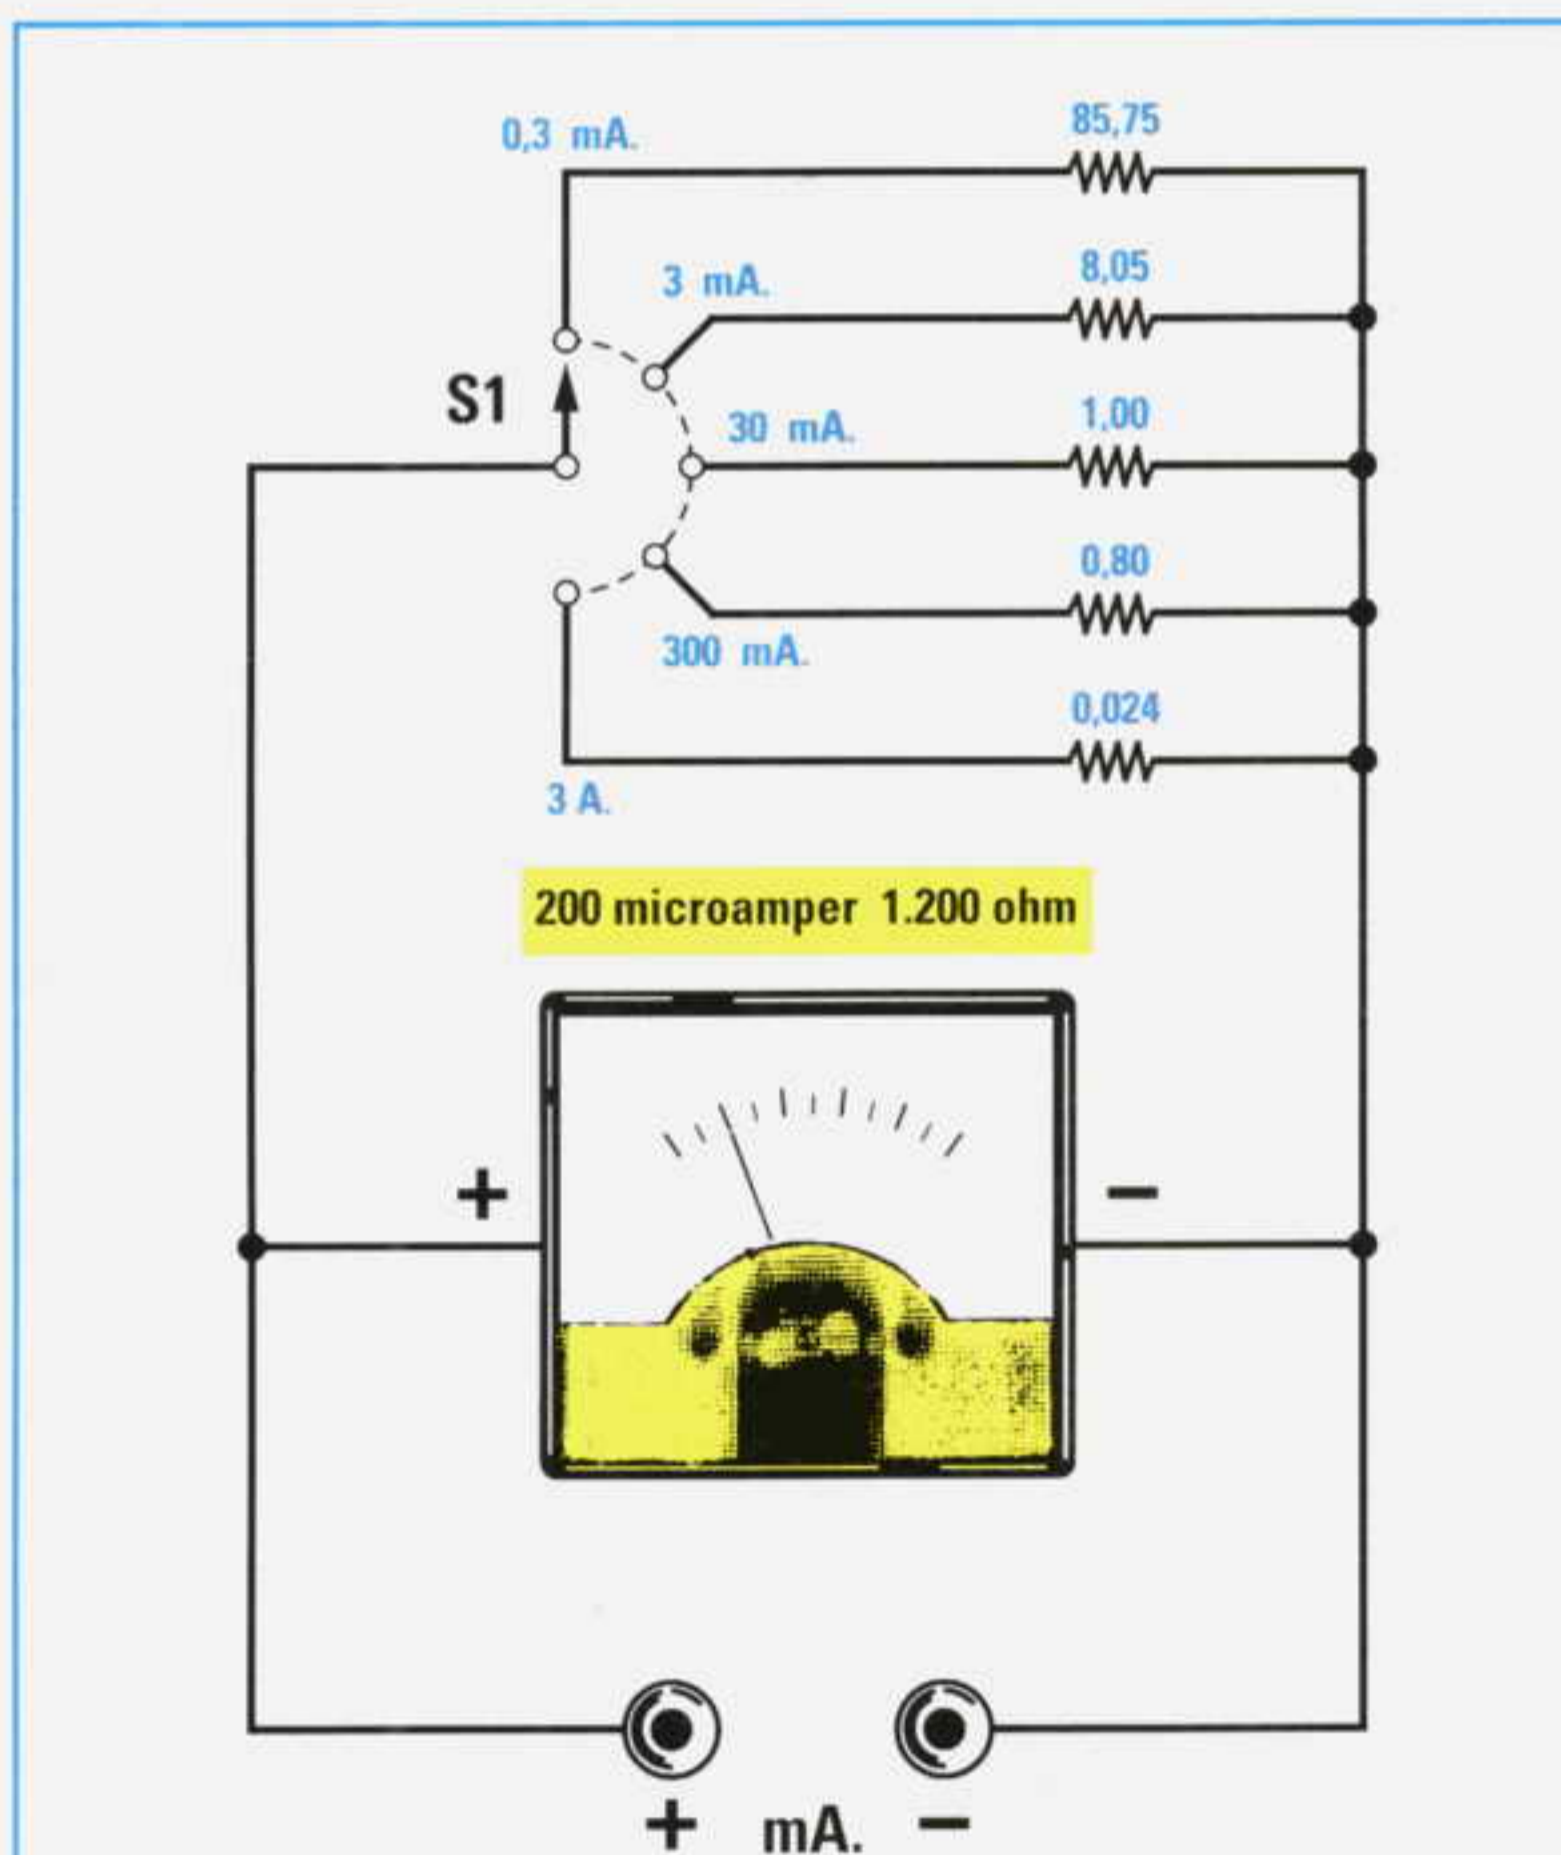 85,75
0,3 mA.
8,05
3 mA.
S1
1,00
30 mA.
0,80
300 mA.
0,024
3 A.
200 microamper 1.200 ohm
+ −
+ mA. −